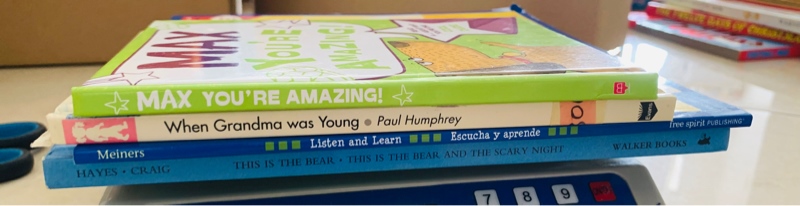 MAX
YOU'RE
AMAZING!
MAX YOU'RE AMAZING!
When Grandma was Young • Paul Humphrey
Meiners Listen and Learn Escucha y aprende free spirit PUBLISHING
HAYES • CRAIG THIS IS THE BEAR • THIS IS THE BEAR AND THE SCARY NIGHT WALKER BOOKS
7 8 9